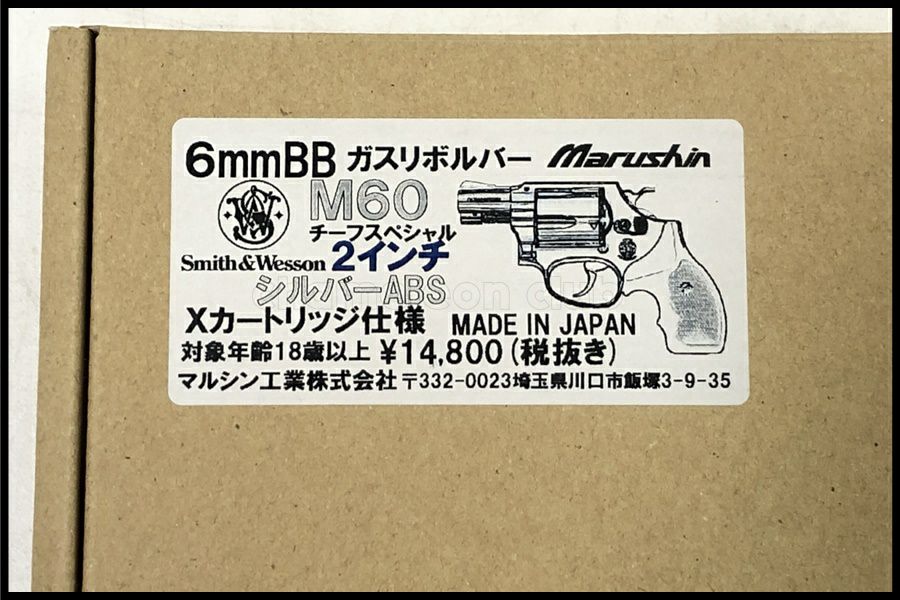 6mmBB ガスリボルバー Marushin
M60
チーフスペシャル
Smith & Wesson 2インチ
シルバーABS
Xカートリッジ仕様 MADE IN JAPAN
対象年齢18歳以上 ¥14,800(税抜き)
マルシン工業株式会社 〒332-0023埼玉県川口市飯塚3-9-35